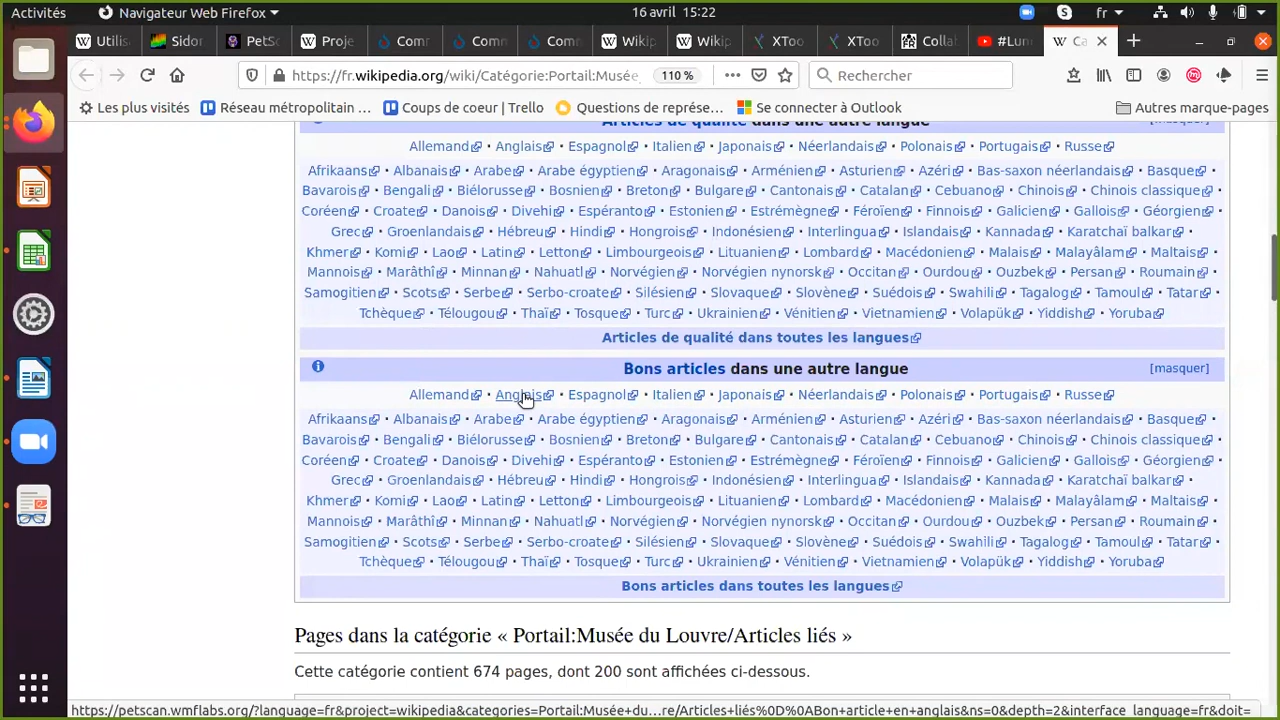 Activités Navigateur Web Firefox 16 avril 15:22 fr
Utilis Sidor PetSc Proje Comr Comm Comm Wikip Wikip XToo XToo Collab #Lun Ca
https://fr.wikipedia.org/wiki/Catégorie:Portail:Musée_ 110 % Rechercher
Les plus visités Réseau métropolitain … Coups de coeur | Trello Questions de représe… Se connecter à Outlook Autres marque-pages
Articles de qualité dans une autre langue [masquer]
Allemand · Anglais · Espagnol · Italien · Japonais · Néerlandais · Polonais · Portugais · Russe
Afrikaans · Albanais · Arabe · Arabe égyptien · Aragonais · Arménien · Asturien · Azéri · Bas-saxon néerlandais · Basque ·
Bavarois · Bengali · Biélorusse · Bosnien · Breton · Bulgare · Cantonais · Catalan · Cebuano · Chinois · Chinois classique ·
Coréen · Croate · Danois · Divehi · Espéranto · Estonien · Estrémègne · Féroïen · Finnois · Galicien · Gallois · Géorgien ·
Grec · Groenlandais · Hébreu · Hindi · Hongrois · Indonésien · Interlingua · Islandais · Kannada · Karatchaï balkar ·
Khmer · Komi · Lao · Latin · Letton · Limbourgeois · Lituanien · Lombard · Macédonien · Malais · Malayâlam · Maltais ·
Mannois · Marâthî · Minnan · Nahuatl · Norvégien · Norvégien nynorsk · Occitan · Ourdou · Ouzbek · Persan · Roumain ·
Samogitien · Scots · Serbe · Serbo-croate · Silésien · Slovaque · Slovène · Suédois · Swahili · Tagalog · Tamoul · Tatar ·
Tchèque · Télougou · Thaï · Tosque · Turc · Ukrainien · Vénitien · Vietnamien · Volapük · Yiddish · Yoruba
Articles de qualité dans toutes les langues
Bons articles dans une autre langue [masquer]
Allemand · Anglais · Espagnol · Italien · Japonais · Néerlandais · Polonais · Portugais · Russe
Afrikaans · Albanais · Arabe · Arabe égyptien · Aragonais · Arménien · Asturien · Azéri · Bas-saxon néerlandais · Basque ·
Bavarois · Bengali · Biélorusse · Bosnien · Breton · Bulgare · Cantonais · Catalan · Cebuano · Chinois · Chinois classique ·
Coréen · Croate · Danois · Divehi · Espéranto · Estonien · Estrémègne · Féroïen · Finnois · Galicien · Gallois · Géorgien ·
Grec · Groenlandais · Hébreu · Hindi · Hongrois · Indonésien · Interlingua · Islandais · Kannada · Karatchaï balkar ·
Khmer · Komi · Lao · Latin · Letton · Limbourgeois · Lituanien · Lombard · Macédonien · Malais · Malayâlam · Maltais ·
Mannois · Marâthî · Minnan · Nahuatl · Norvégien · Norvégien nynorsk · Occitan · Ourdou · Ouzbek · Persan · Roumain ·
Samogitien · Scots · Serbe · Serbo-croate · Silésien · Slovaque · Slovène · Suédois · Swahili · Tagalog · Tamoul · Tatar ·
Tchèque · Télougou · Thaï · Tosque · Turc · Ukrainien · Vénitien · Vietnamien · Volapük · Yiddish · Yoruba
Bons articles dans toutes les langues
Pages dans la catégorie « Portail:Musée du Louvre/Articles liés »
Cette catégorie contient 674 pages, dont 200 sont affichées ci-dessous.
https://petscan.wmflabs.org/?language=fr&project=wikipedia&categories=Portail:Musée+du…re/Articles+liés%0D%0ABon+article+en+anglais&ns=0&depth=2&interface_language=fr&doit=